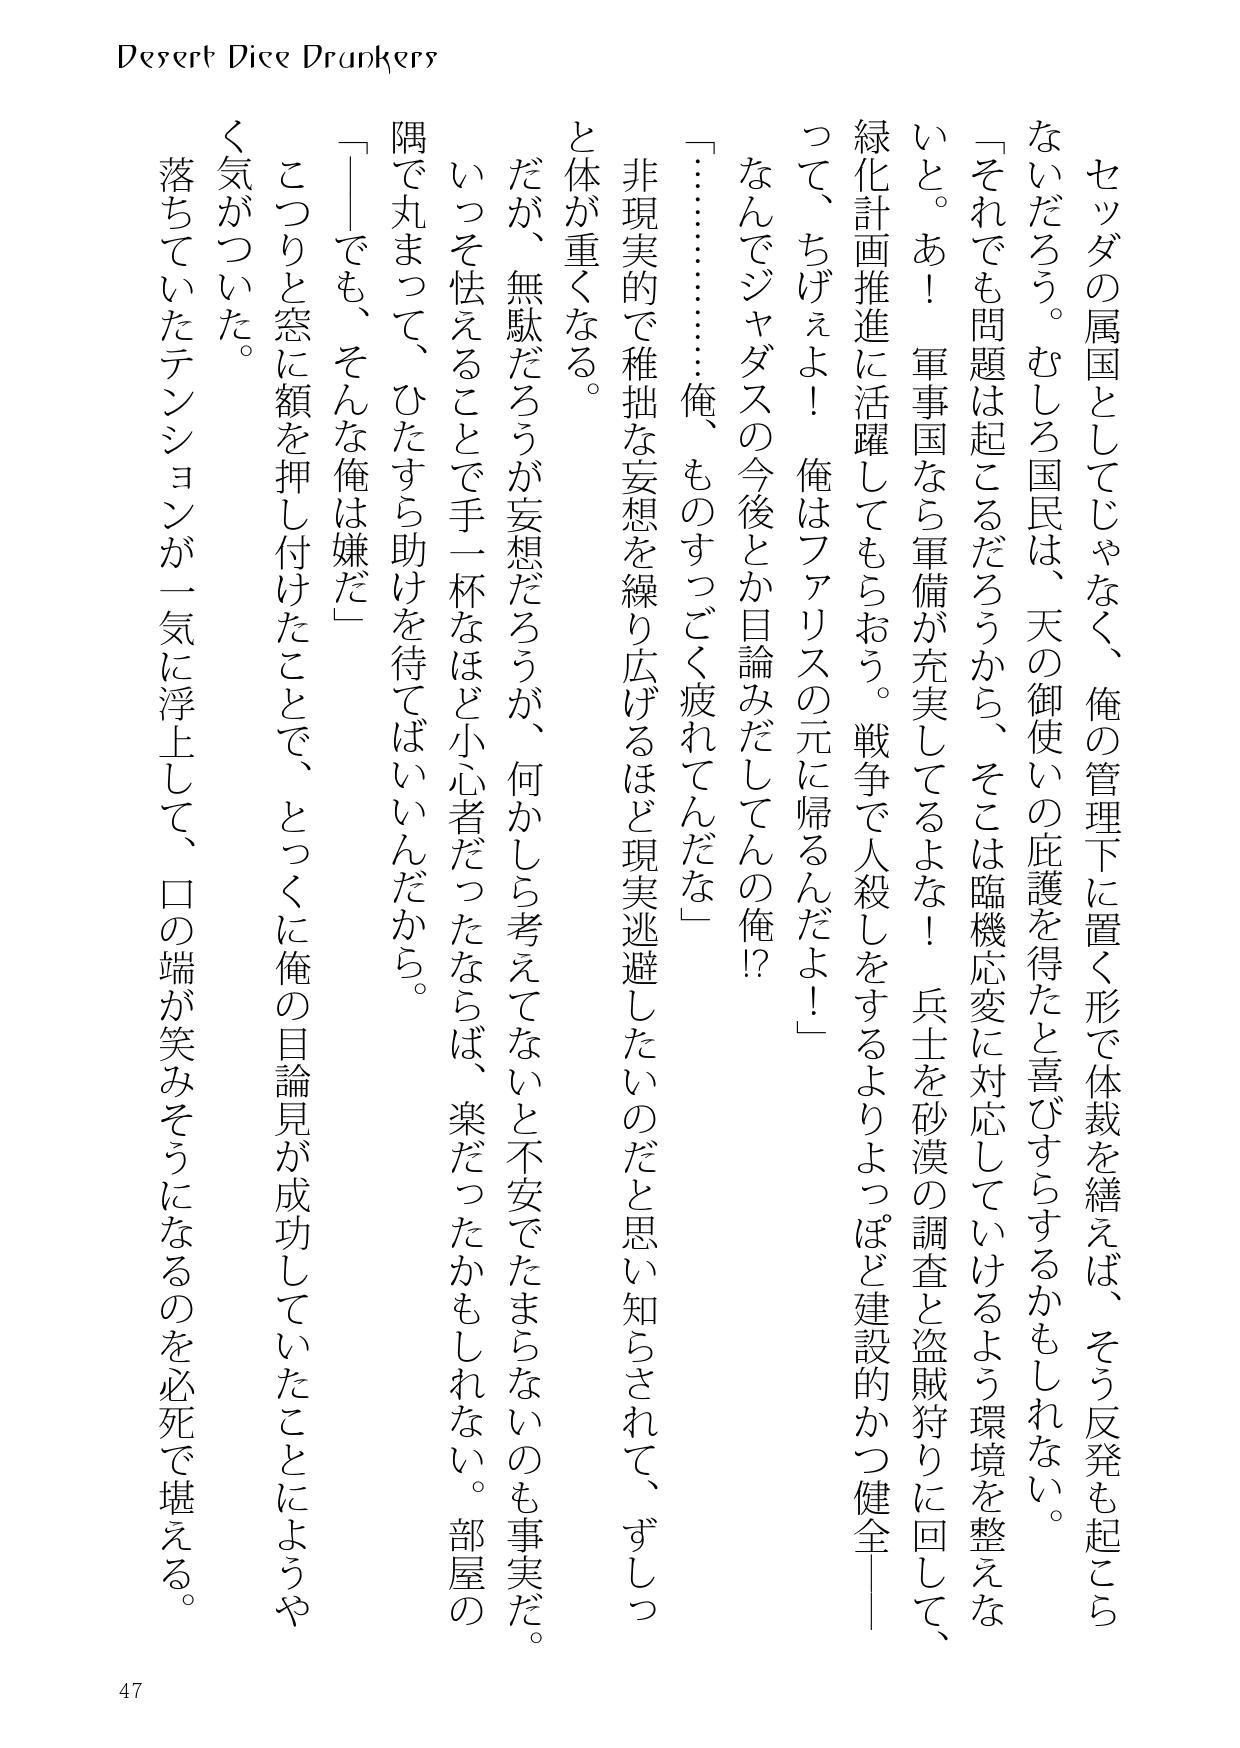 Desert Dice Drunkers
　セッダの属国としてじゃなく、俺の管理下に置く形で体裁を繕えば、そう反発も起こら
ないだろう。むしろ国民は、天の御使いの庇護を得たと喜びすらするかもしれない。
「それでも問題は起こるだろうから、そこは臨機応変に対応していけるよう環境を整えな
いと。あ！　軍事国なら軍備が充実してるよな！　兵士を砂漠の調査と盗賊狩りに回して、
緑化計画推進に活躍してもらおう。戦争で人殺しをするよりよっぽど建設的かつ健全――
って、ちげぇよ！　俺はファリスの元に帰るんだよ！」
　なんでジャダスの今後とか目論みだしてんの俺!?
「…………………俺、ものすっごく疲れてんだな」
　非現実的で稚拙な妄想を繰り広げるほど現実逃避したいのだと思い知らされて、ずしっ
と体が重くなる。
　だが、無駄だろうが妄想だろうが、何かしら考えてないと不安でたまらないのも事実だ。
　いっそ怯えることで手一杯なほど小心者だったならば、楽だったかもしれない。部屋の
隅で丸まって、ひたすら助けを待てばいいんだから。
「――でも、そんな俺は嫌だ」
　こつりと窓に額を押し付けたことで、とっくに俺の目論見が成功していたことにようや
く気がついた。
　落ちていたテンションが一気に浮上して、口の端が笑みそうになるのを必死で堪える。
47